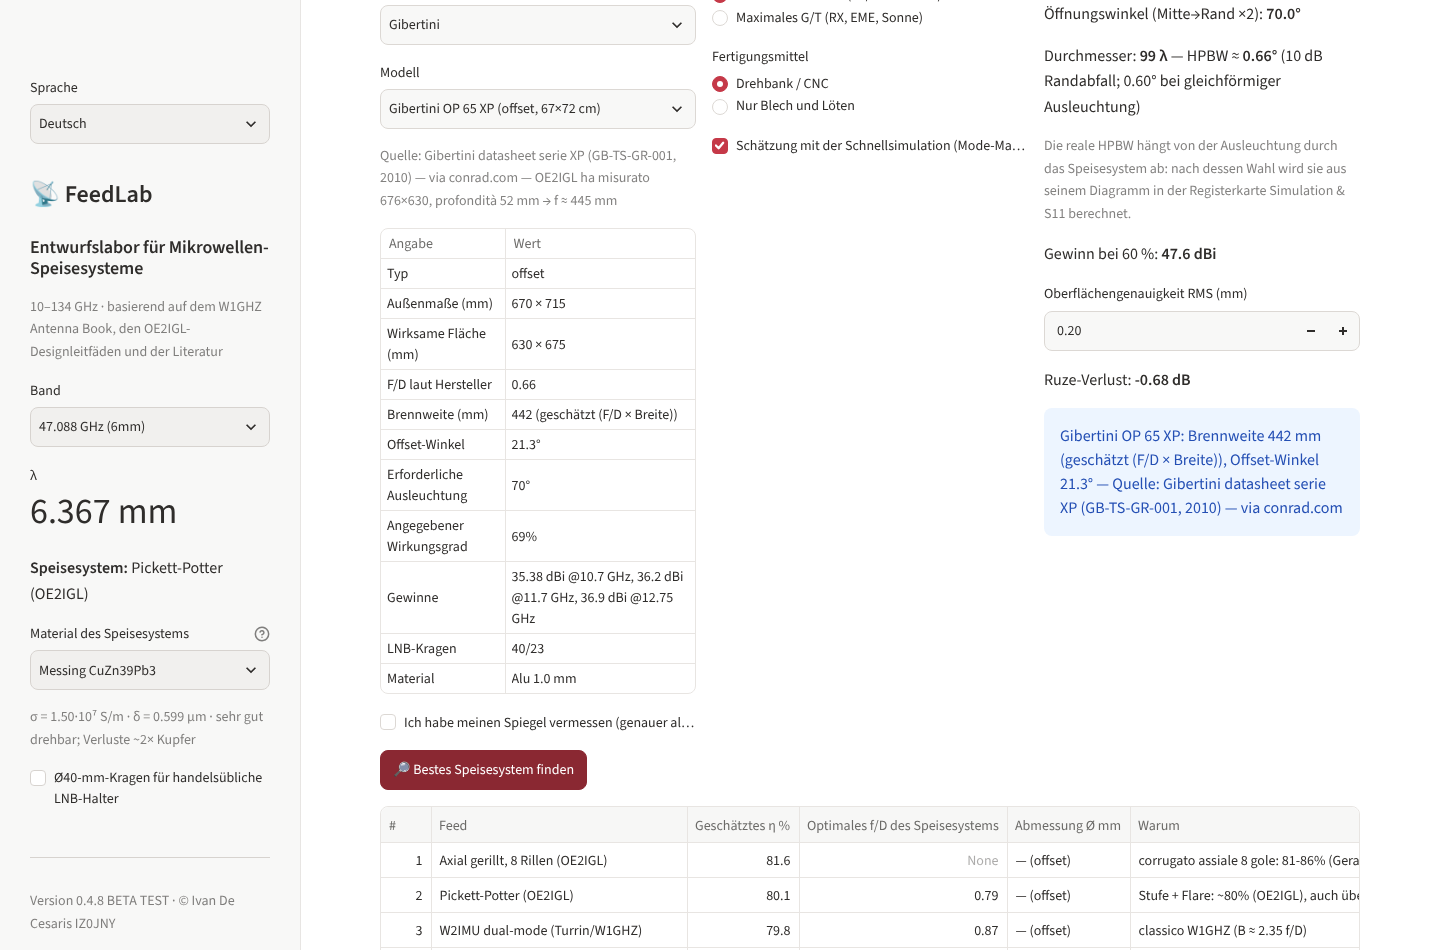 Sprache
Deutsch
📡 FeedLab
Entwurfslabor für Mikrowellen-
Speisesysteme
10–134 GHz · basierend auf dem W1GHZ
Antenna Book, den OE2IGL-
Designleitfäden und der Literatur
Band
47.088 GHz (6mm)
λ
6.367 mm
Speisesystem: Pickett-Potter
(OE2IGL)
Material des Speisesystems
Messing CuZn39Pb3
σ = 1.50·10⁷ S/m · δ = 0.599 µm · sehr gut
drehbar; Verluste ~2× Kupfer
Ø40-mm-Kragen für handelsübliche
LNB-Halter
Version 0.4.8 BETA TEST · © Ivan De
Cesaris IZ0JNY
Gibertini
Modell
Gibertini OP 65 XP (offset, 67×72 cm)
Quelle: Gibertini datasheet serie XP (GB-TS-GR-001,
2010) — via conrad.com — OE2IGL ha misurato
676×630, profondità 52 mm → f ≈ 445 mm
Angabe Wert
Typ offset
Außenmaße (mm) 670 × 715
Wirksame Fläche
(mm) 630 × 675
F/D laut Hersteller 0.66
Brennweite (mm) 442 (geschätzt (F/D × Breite))
Offset-Winkel 21.3°
Erforderliche
Ausleuchtung 70°
Angegebener
Wirkungsgrad 69%
Gewinne 35.38 dBi @10.7 GHz, 36.2 dBi
@11.7 GHz, 36.9 dBi @12.75
GHz
LNB-Kragen 40/23
Material Alu 1.0 mm
Ich habe meinen Spiegel vermessen (genauer al…
🔎 Bestes Speisesystem finden
Maximales G/T (RX, EME, Sonne)
Fertigungsmittel
Drehbank / CNC
Nur Blech und Löten
Schätzung mit der Schnellsimulation (Mode-Ma…
Öffnungswinkel (Mitte→Rand ×2): 70.0°
Durchmesser: 99 λ — HPBW ≈ 0.66° (10 dB
Randabfall; 0.60° bei gleichförmiger
Ausleuchtung)
Die reale HPBW hängt von der Ausleuchtung durch
das Speisesystem ab: nach dessen Wahl wird sie aus
seinem Diagramm in der Registerkarte Simulation &
S11 berechnet.
Gewinn bei 60 %: 47.6 dBi
Oberflächengenauigkeit RMS (mm)
0.20
Ruze-Verlust: -0.68 dB
Gibertini OP 65 XP: Brennweite 442 mm
(geschätzt (F/D × Breite)), Offset-Winkel
21.3° — Quelle: Gibertini datasheet serie
XP (GB-TS-GR-001, 2010) — via conrad.com
# Feed Geschätztes η % Optimales f/D des Speisesystems Abmessung Ø mm Warum
1 Axial gerillt, 8 Rillen (OE2IGL) 81.6 None — (offset) corrugato assiale 8 gole: 81-86% (Gera
2 Pickett-Potter (OE2IGL) 80.1 0.79 — (offset) Stufe + Flare: ~80% (OE2IGL), auch übe
3 W2IMU dual-mode (Turrin/W1GHZ) 79.8 0.87 — (offset) classico W1GHZ (B ≈ 2.35 f/D)